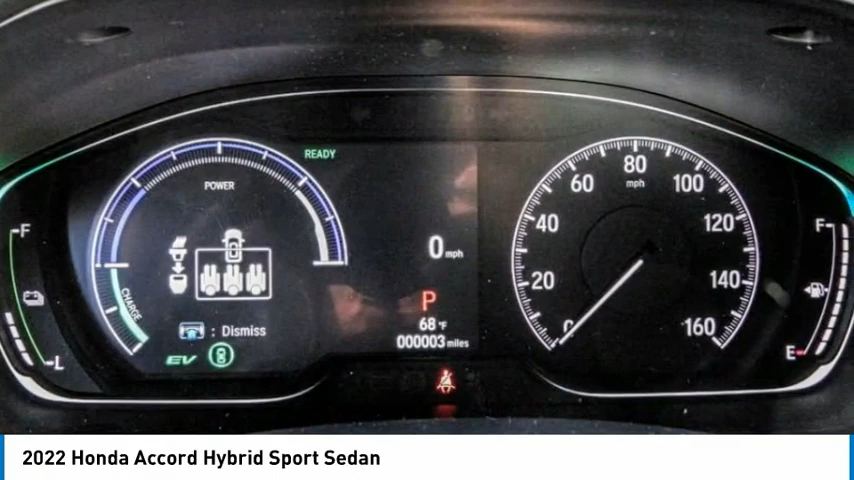 READY
POWER
CHARGE
: Dismiss
EV
F
L
0 mph
P
68 °F
000003 miles
0
20
40
60
80
mph
100
120
140
160
F
E
2022 Honda Accord Hybrid Sport Sedan